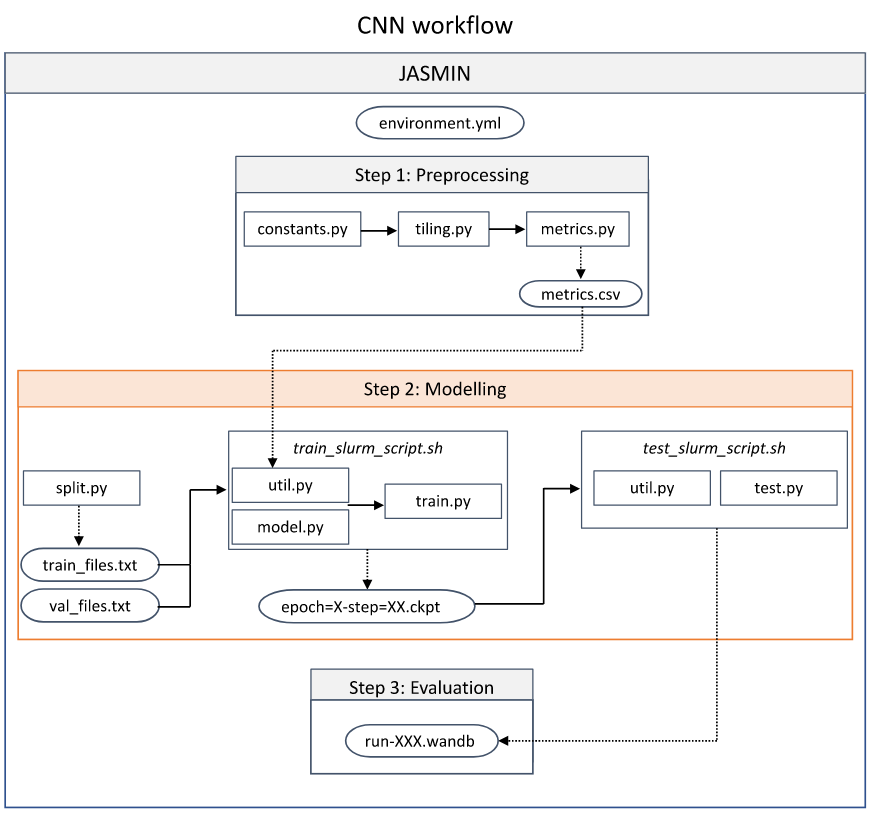 CNN workflow
JASMIN
environment.yml
Step 1: Preprocessing
constants.py
tiling.py
metrics.py
metrics.csv
Step 2: Modelling
train_slurm_script.sh
test_slurm_script.sh
split.py
util.py
train.py
model.py
util.py
test.py
train_files.txt
val_files.txt
epoch=X-step=XX.ckpt
Step 3: Evaluation
run-XXX.wandb